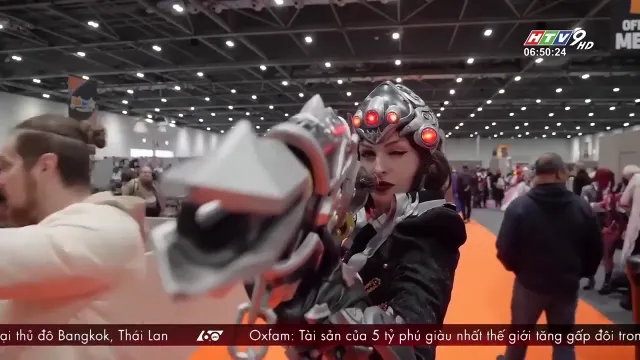 HTV9 HD
06:50:24
ại thủ đô Bangkok, Thái Lan 60 Oxfam: Tài sản của 5 tỷ phú giàu nhất thế giới tăng gấp đôi tron